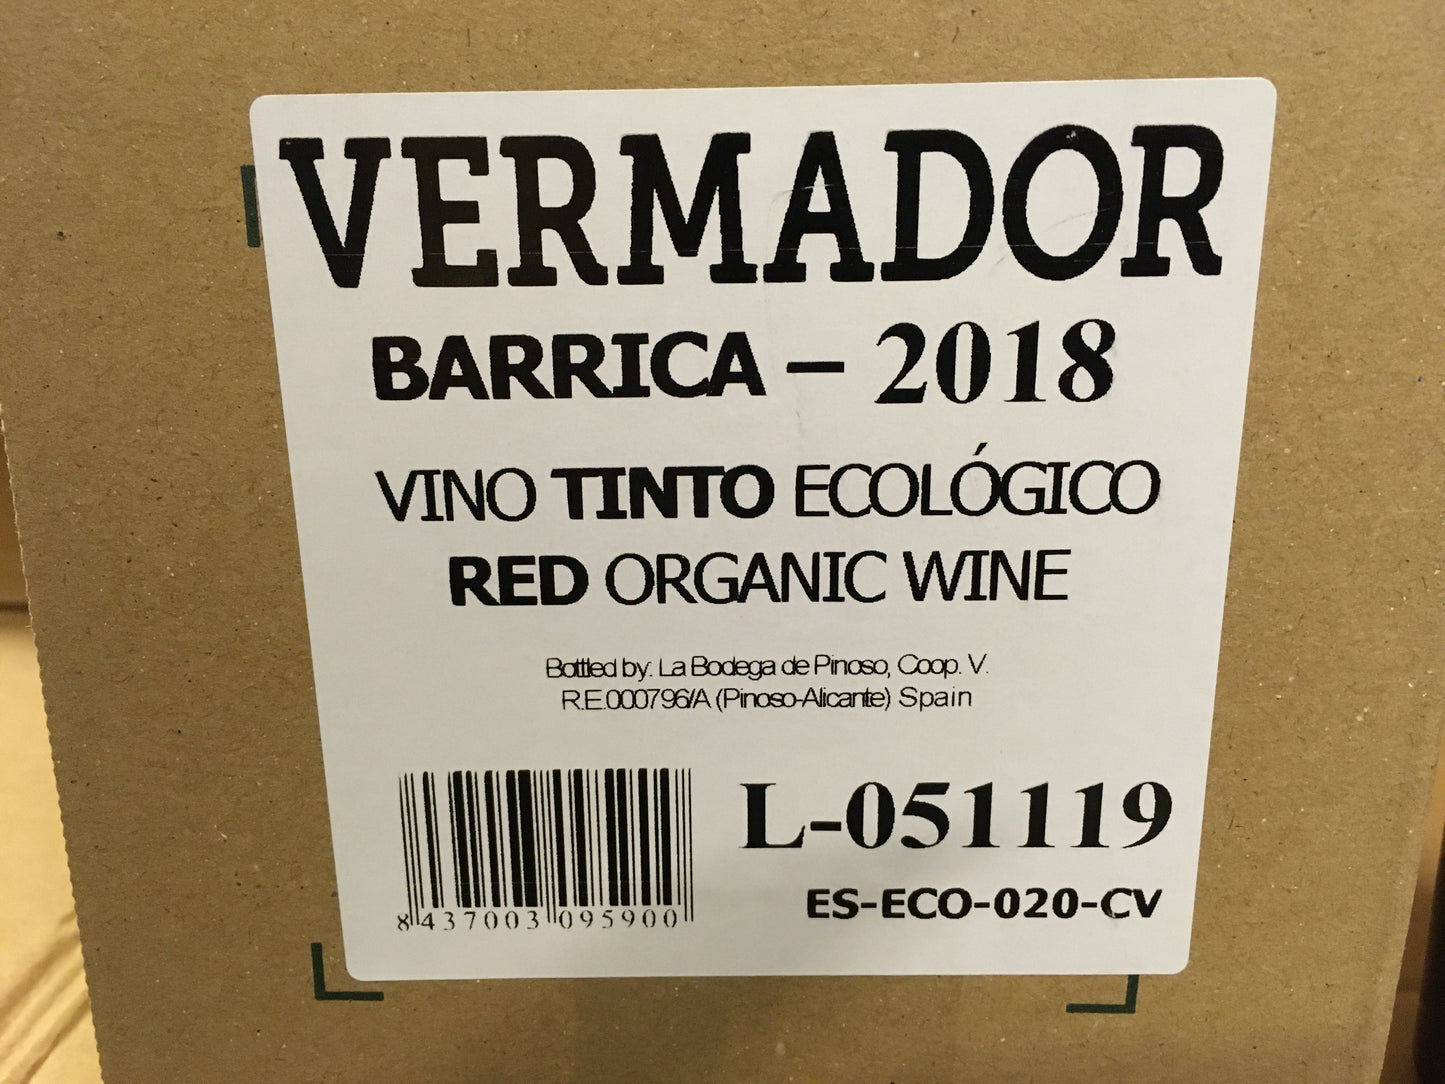 VERMADOR
BARRICA – 2018
VINO TINTO ECOLÓGICO
RED ORGANIC WINE
Bottled by: La Bodega de Pinoso, Coop. V.
R.E.000796/A (Pinoso-Alicante) Spain
L-051119
ES-ECO-020-CV
8 437003 095900